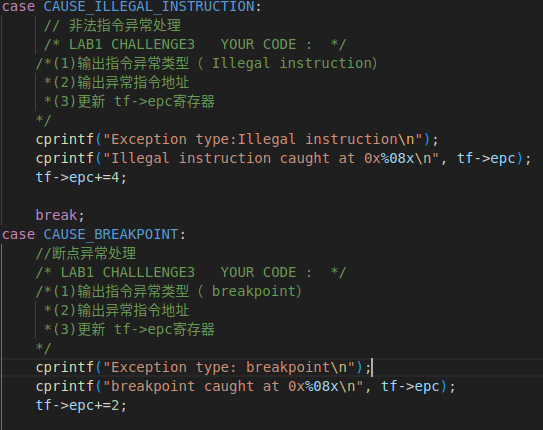 case CAUSE_ILLEGAL_INSTRUCTION:
// 非法指令异常处理
/* LAB1 CHALLENGE3   YOUR CODE :  */
/*(1)输出指令异常类型（ Illegal instruction）
*(2)输出异常指令地址
*(3)更新 tf->epc寄存器
*/
cprintf("Exception type:Illegal instruction\n");
cprintf("Illegal instruction caught at 0x%08x\n", tf->epc);
tf->epc+=4;
break;
case CAUSE_BREAKPOINT:
//断点异常处理
/* LAB1 CHALLLENGE3   YOUR CODE :  */
/*(1)输出指令异常类型（ breakpoint）
*(2)输出异常指令地址
*(3)更新 tf->epc寄存器
*/
cprintf("Exception type: breakpoint\n");
cprintf("breakpoint caught at 0x%08x\n", tf->epc);
tf->epc+=2;